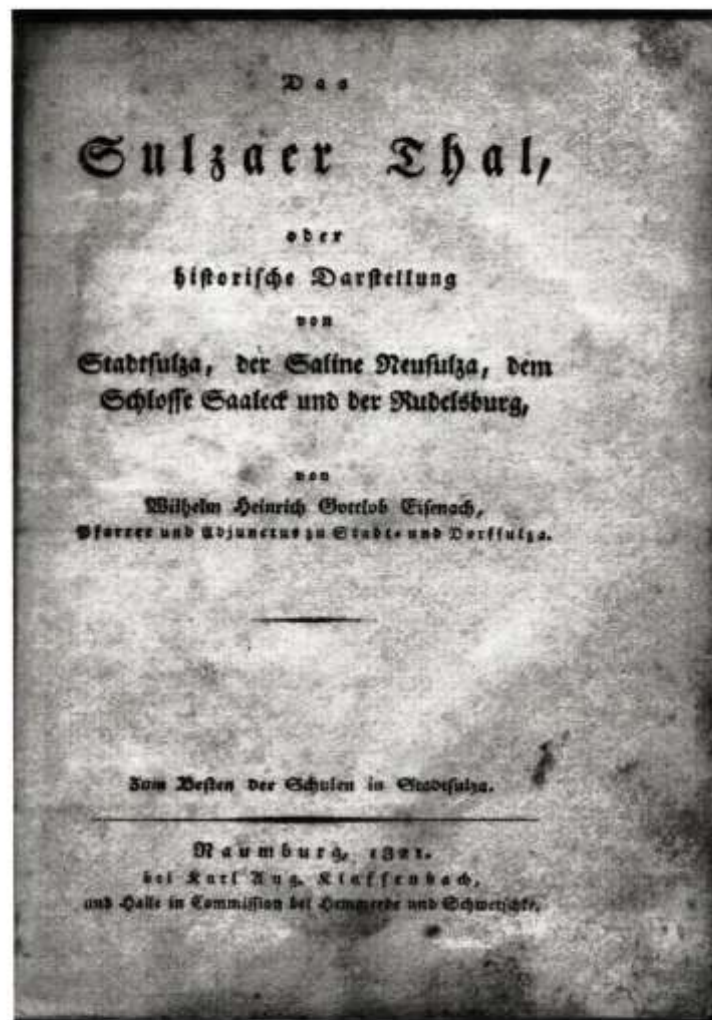 Das
Sulzaer Thal,
oder
historische Darstellung
von
Stadtsulza, der Saline Neusulza, dem
Schlosse Saaleck und der Rudelsburg,
von
Wilhelm Heinrich Gottlob Eisenach,
Pfarrer und Adjunctus zu Stadt- und Dorfsulza.
Zum Besten der Schulen in Stadtsulza.
Naumburg, 1821.
bei Karl Aug. Klaffenbach,
und Halle in Commission bei Hemmerde und Schwetschke.